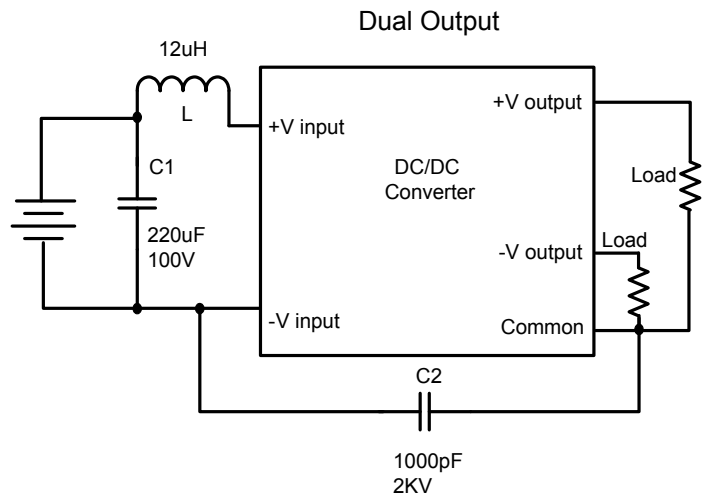 Dual Output
12uH
L
+V input
+V output
C1
DC/DC
Converter
Load
220uF
100V
Load
-V output
-V input
Common
C2
1000pF
2KV